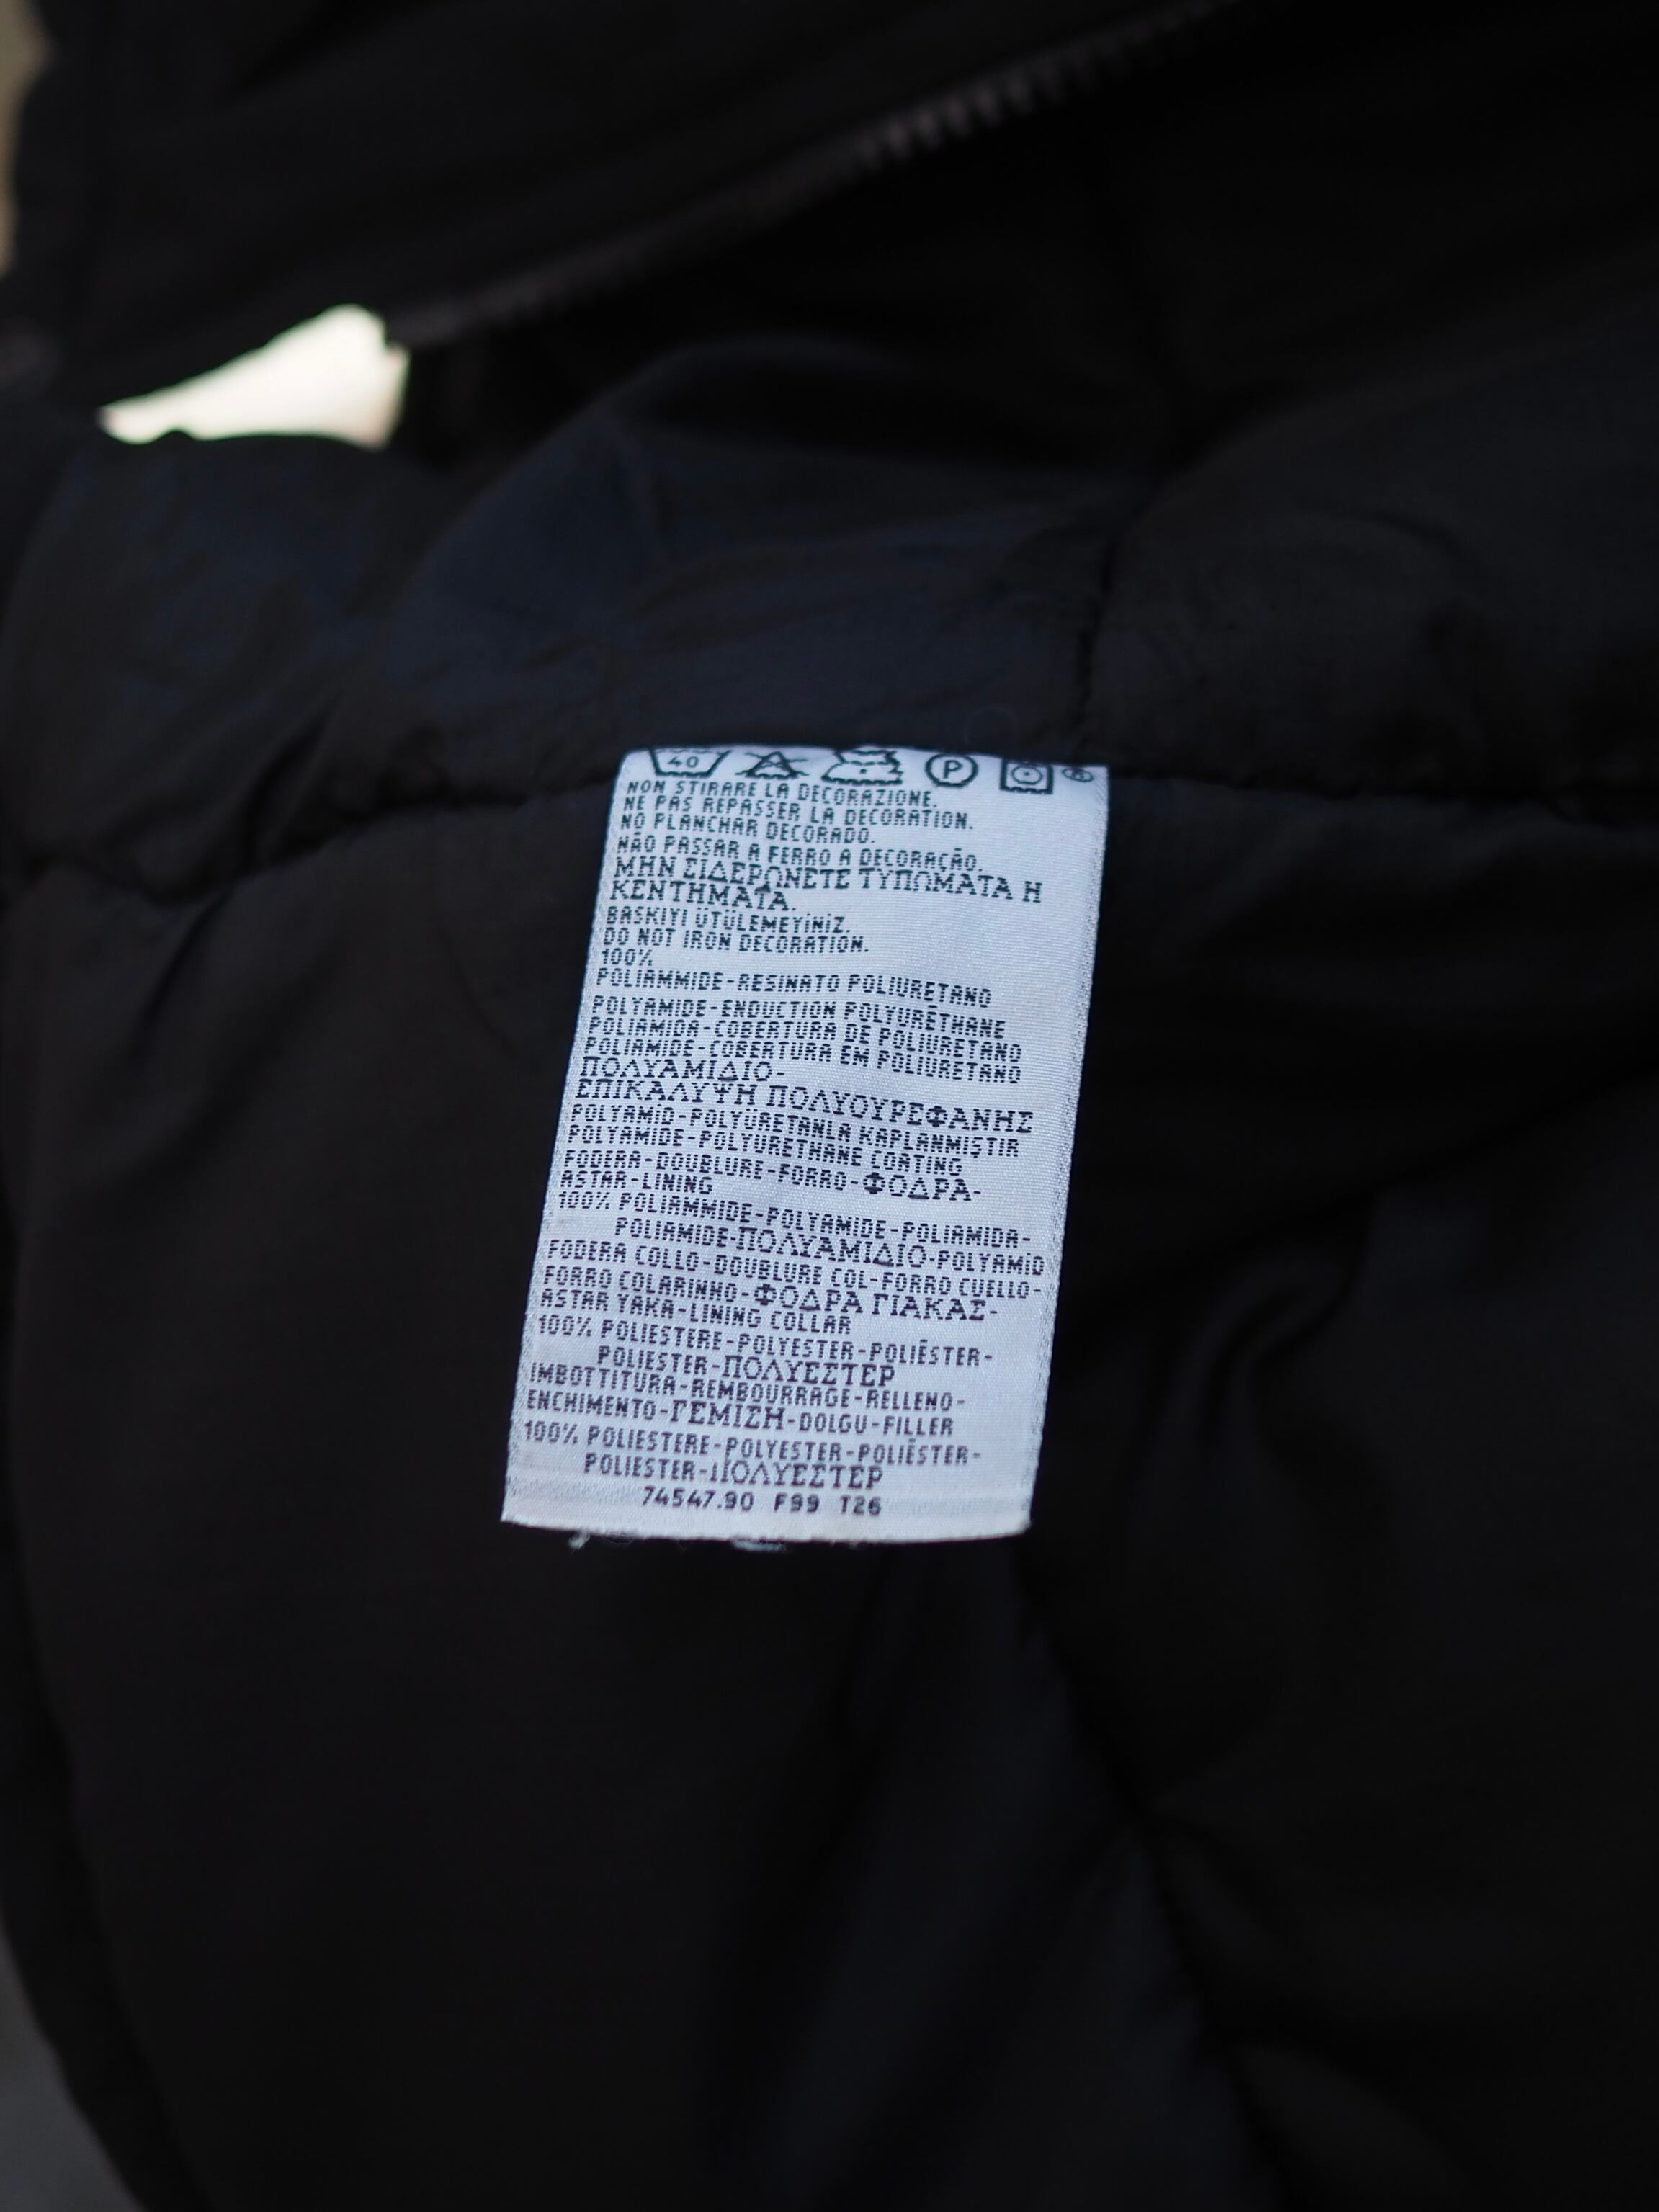 40 P ®
NON STIRARE LA DECORAZIONE.
NE PAS REPASSER LA DECORATION.
NO PLANCHAR DECORADO.
NÃO PASSAR A FERRO A DECORAÇÃO.
ΜΗΝ ΣΙΔΕΡΩΝΕΤΕ ΤΥΠΩΜΑΤΑ Η
ΚΕΝΤΗΜΑΤΑ.
BASKIYI ÜTÜLEMEYİNİZ.
DO NOT IRON DECORATION.
100%
POLIAMMIDE-RESINATO POLIURETANO
POLYAMIDE-ENDUCTION POLYURÉTHANE
POLIAMIDA-COBERTURA DE POLIURETANO
POLIAMIDE-COBERTURA EM POLIURETANO
ΠΟΛΥΑΜΙΔΙΟ-
ΕΠΙΚΑΛΥΨΗ ΠΟΛΥΟΥΡΕΦΑΝΗΣ
POLYAMİD-POLYÜRETANLA KAPLANMIŞTIR
POLYAMIDE-POLYURETHANE COATING
FODERA-DOUBLURE-FORRO-ΦΟΔΡΑ-
ASTAR-LINING
100% POLIAMMIDE-POLYAMIDE-POLIAMIDA-
POLIAMIDE-ΠΟΛΥΑΜΙΔΙΟ-POLYAMİD
FODERA COLLO-DOUBLURE COL-FORRO CUELLO-
FORRO COLARINHO-ΦΟΔΡΑ ΓΙΑΚΑΣ-
ASTAR YAKA-LINING COLLAR
100% POLIESTERE-POLYESTER-POLIÉSTER-
POLIESTER-ΠΟΛΥΕΣΤΕΡ
IMBOTTITURA-REMBOURRAGE-RELLENO-
ENCHIMENTO-ΓΕΜΙΣΗ-DOLGU-FILLER
100% POLIESTERE-POLYESTER-POLIÉSTER-
POLIESTER-ΠΟΛΥΕΣΤΕΡ
74547.90 F99 T26